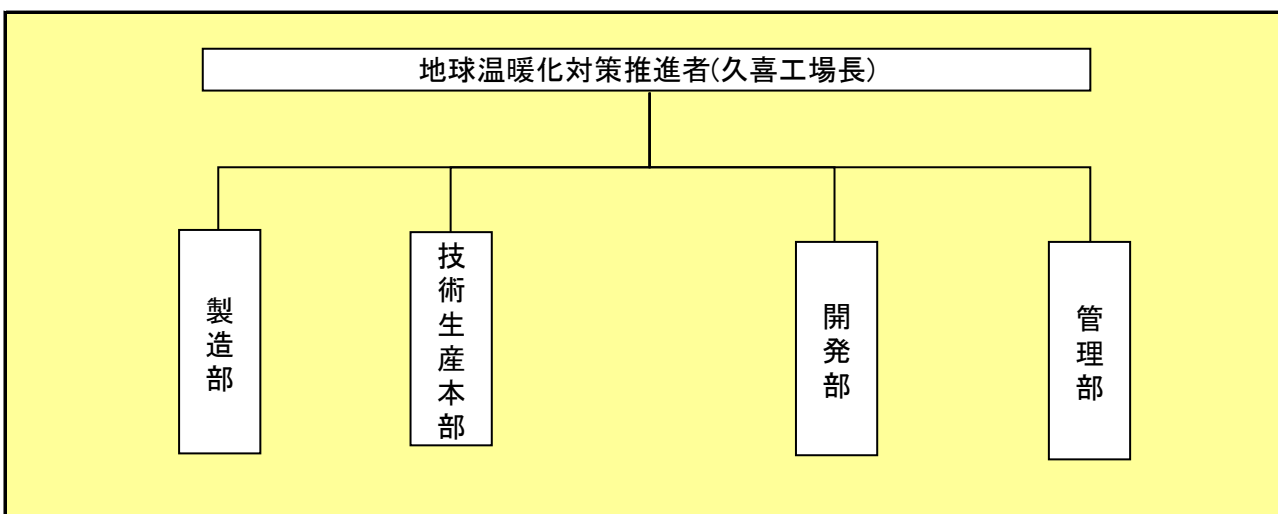 地球温暖化対策推進者(久喜工場長)
製造部
技術生産本部
開発部
管理部